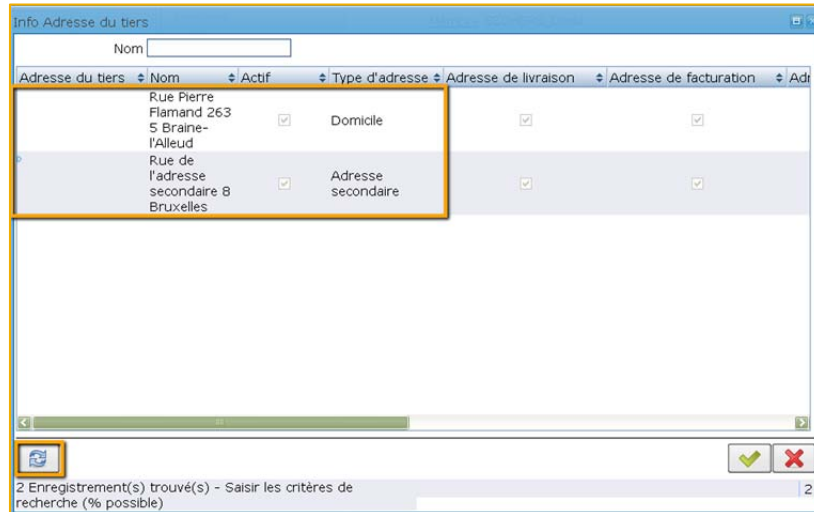 Info Adresse du tiers
Nom
Adresse du tiers Nom Actif Type d'adresse Adresse de livraison Adresse de facturation Adr
Rue Pierre
Flamand 263
5 Braine-
l'Alleud
Domicile
Rue de
l'adresse
secondaire 8
Bruxelles
Adresse
secondaire
2 Enregistrement(s) trouvé(s) - Saisir les critères de
recherche (% possible)
2